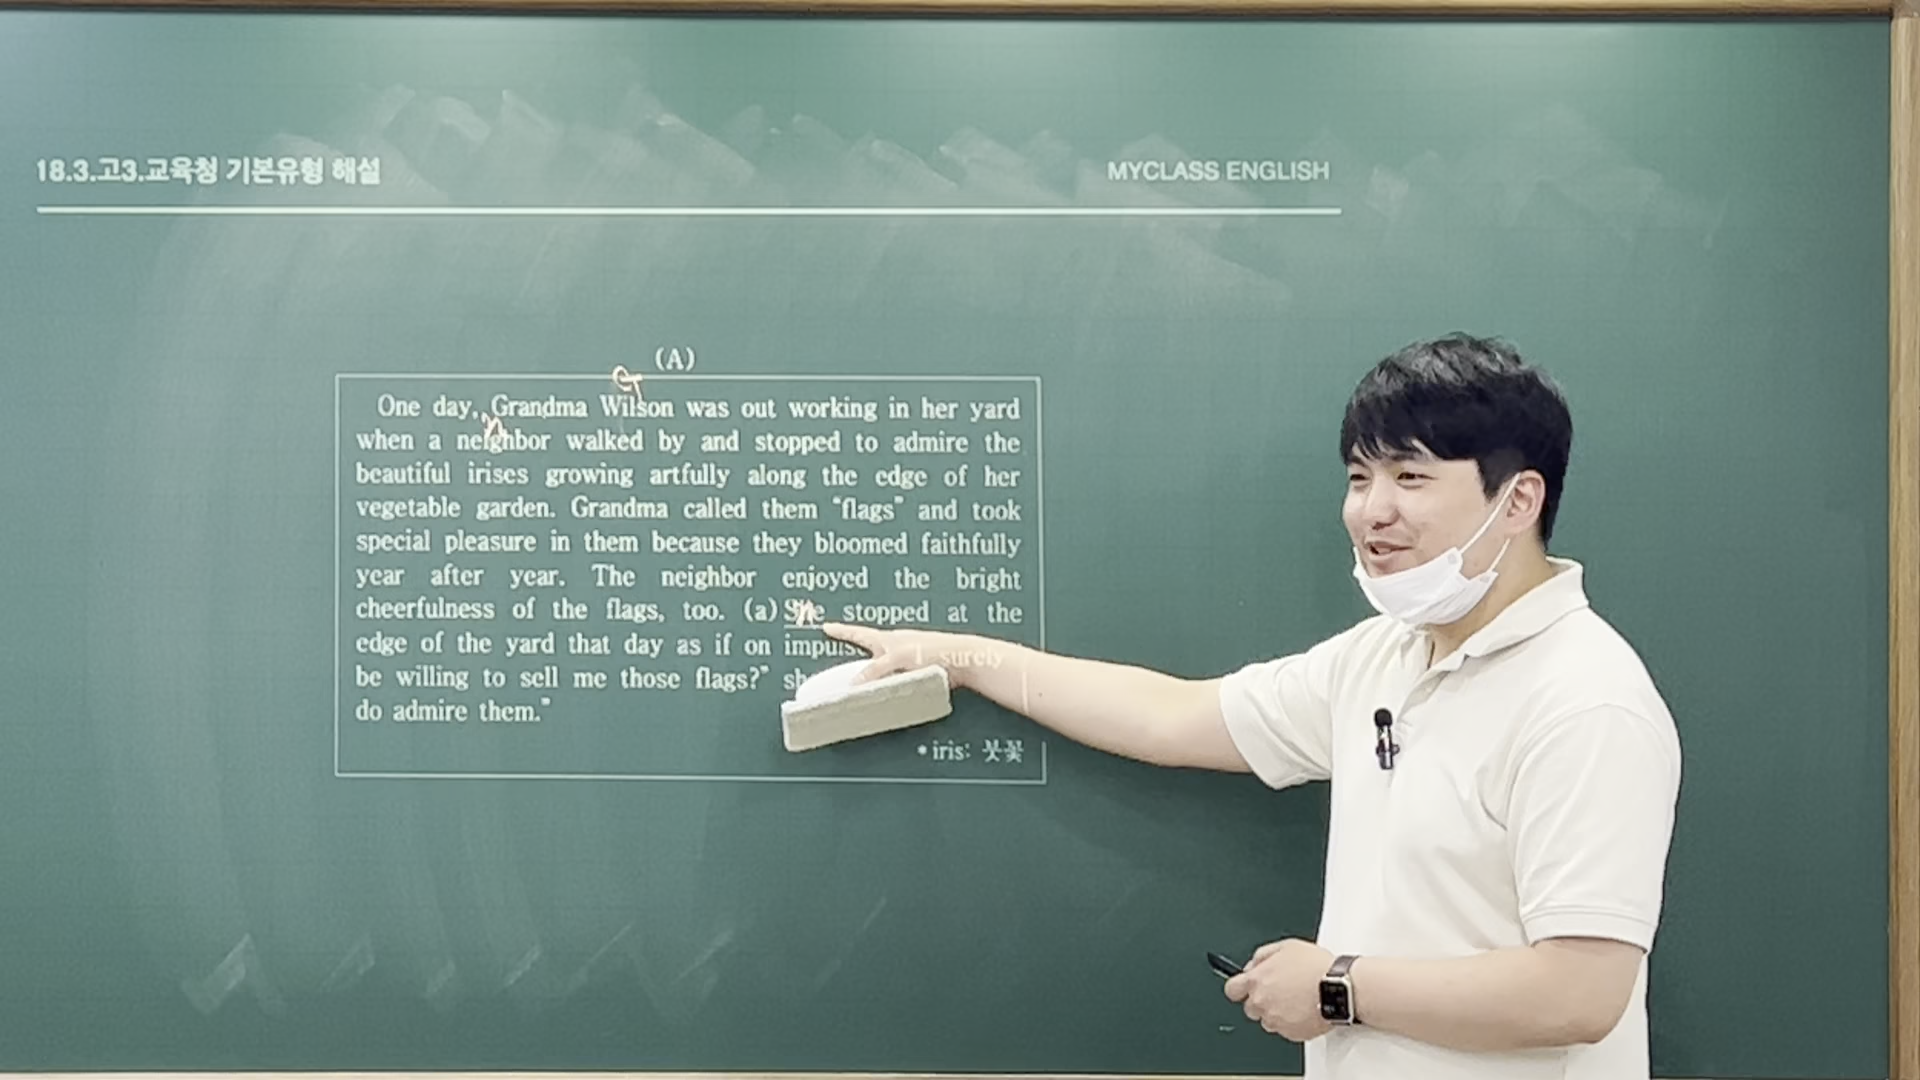 18.3.고3.교육청 기본유형 해설
MYCLASS ENGLISH
(A)
G
One day, Grandma Wilson was out working in her yard
when a neighbor walked by and stopped to admire the
beautiful irises growing artfully along the edge of her
vegetable garden. Grandma called them “flags” and took
special pleasure in them because they bloomed faithfully
year after year. The neighbor enjoyed the bright
cheerfulness of the flags, too. (a) She stopped at the
edge of the yard that day as if on I surely
be willing to sell me those flags?”
do admire them.”
* iris: 붓꽃